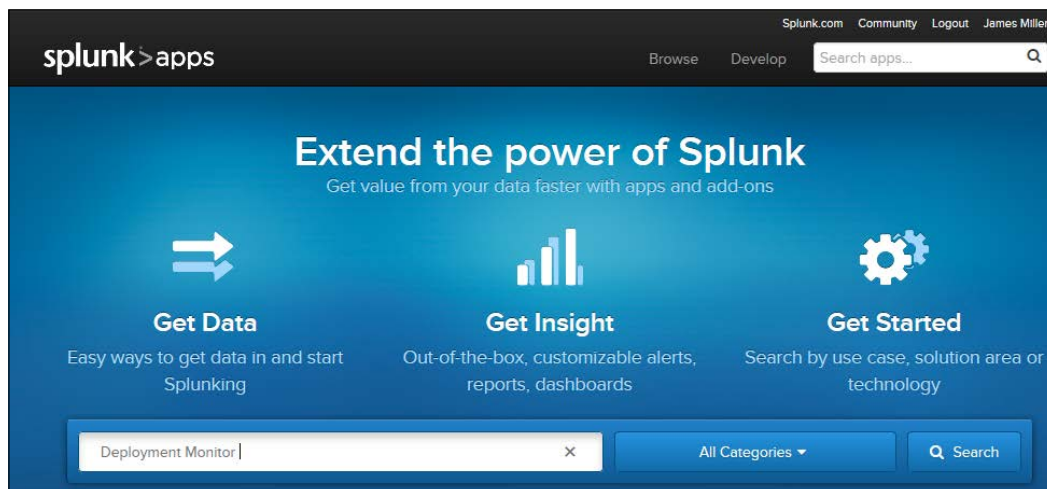 Splunk.com Community Logout James Miller
splunk>apps
Browse Develop Search apps...
Extend the power of Splunk
Get value from your data faster with apps and add-ons
Get Data
Easy ways to get data in and start
Splunking
Get Insight
Out-of-the-box, customizable alerts,
reports, dashboards
Get Started
Search by use case, solution area or
technology
Deployment Monitor
All Categories
Search